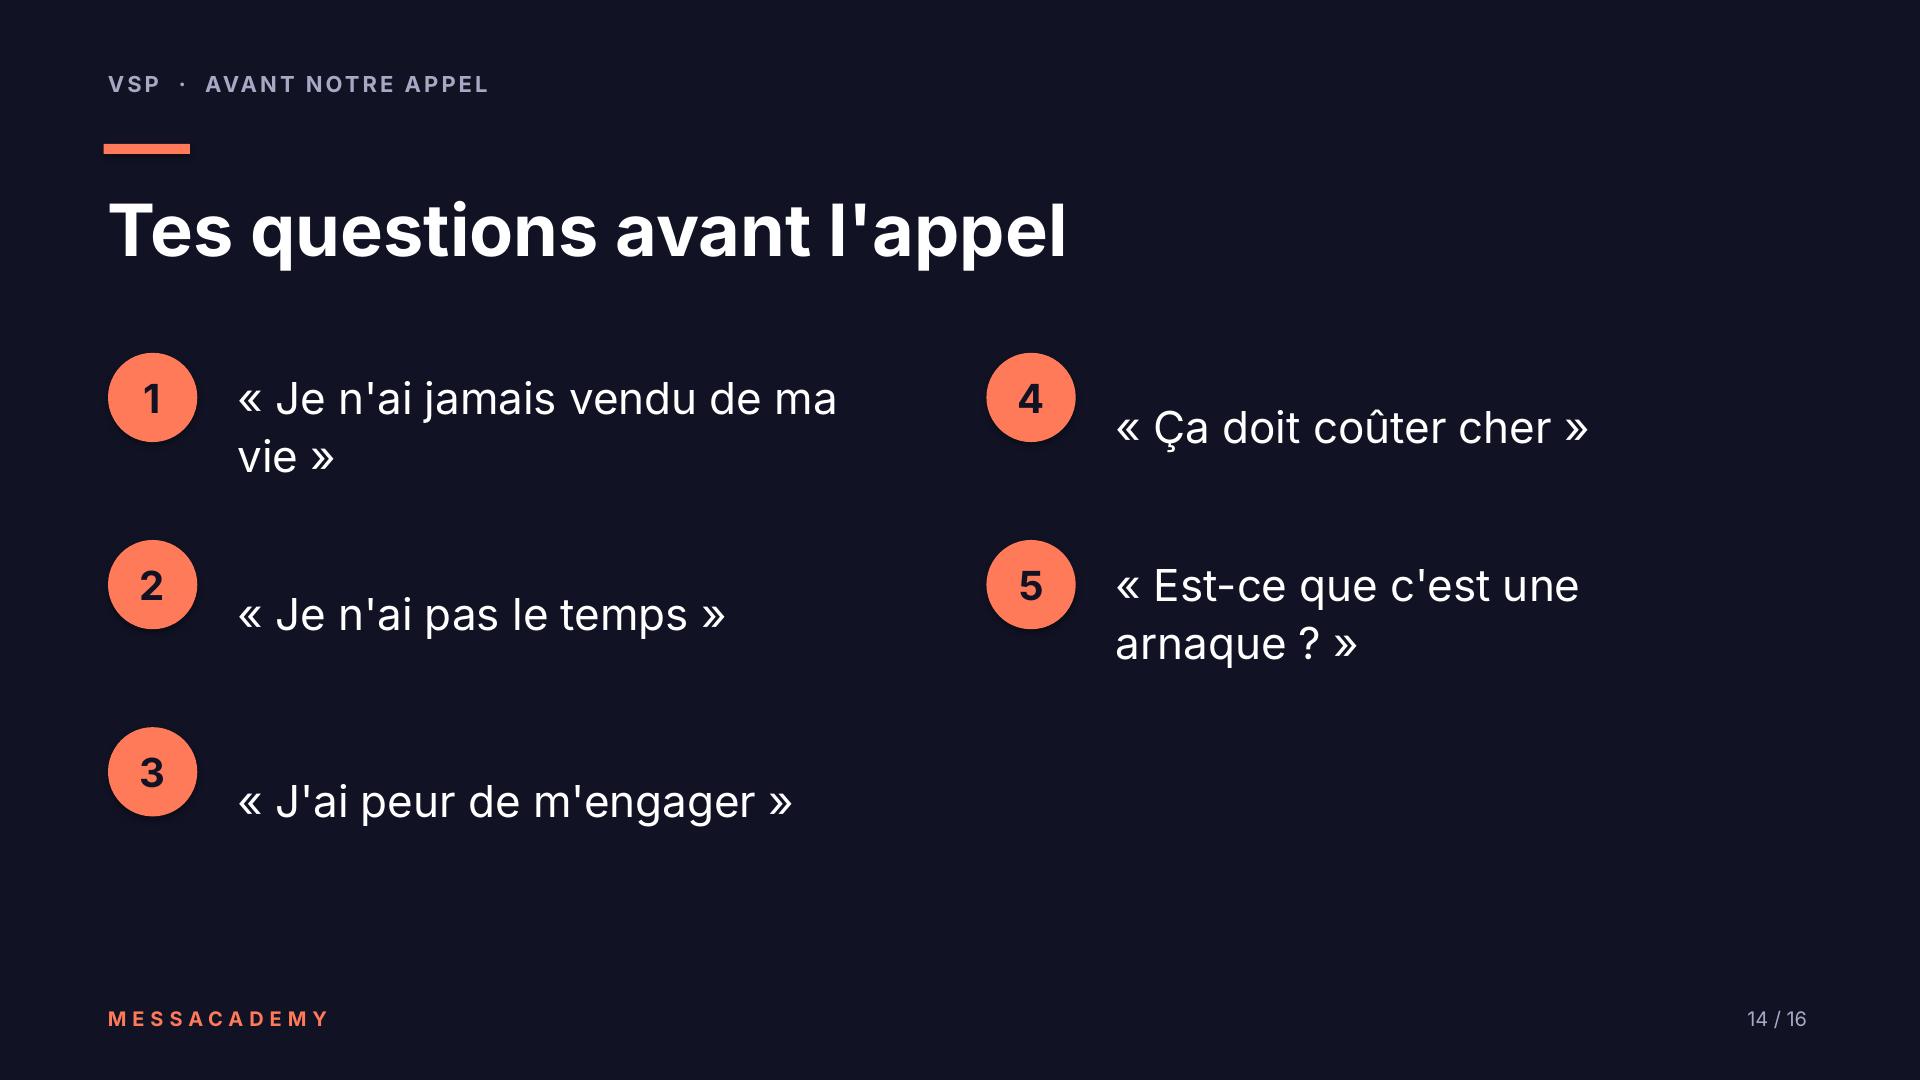 VSP · AVANT NOTRE APPEL
Tes questions avant l'appel
1
« Je n'ai jamais vendu de ma
vie »
2
« Je n'ai pas le temps »
3
« J'ai peur de m'engager »
4
« Ça doit coûter cher »
5
« Est-ce que c'est une
arnaque ? »
MESSACADEMY
14 / 16